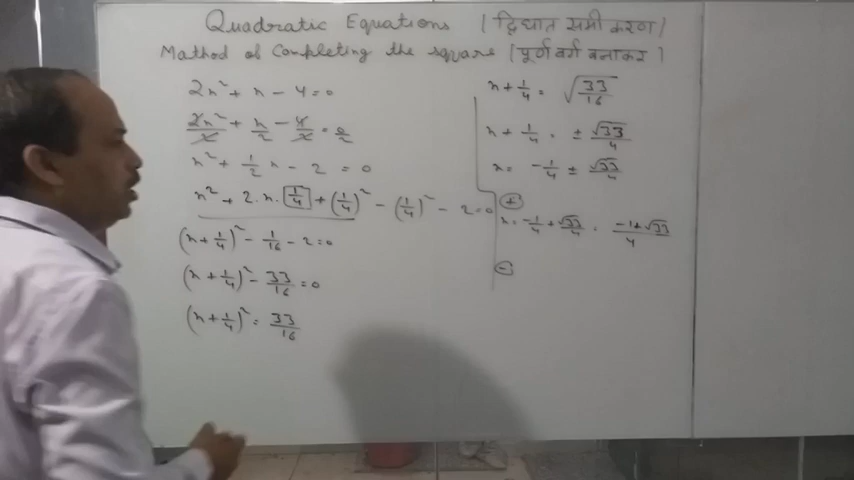 Quadratic Equations (द्विघात समीकरण)
Mathod of Completing the square (पूर्ण वर्ग बनाकर)
2x² + x - 4 = 0
2x²/2 + x/2 - 4/2 = 0/2
x² + 1/2 x - 2 = 0
x² + 2. x. 1/4 + (1/4)² - (1/4)² - 2 = 0
(x + 1/4)² - 1/16 - 2 = 0
(x + 1/4)² - 33/16 = 0
(x + 1/4)² = 33/16
x + 1/4 = √33/16
x + 1/4 = ± √33/4
x = -1/4 ± √33/4
(+)
x = -1/4 + √33/4 = -1+√33/4
(-)